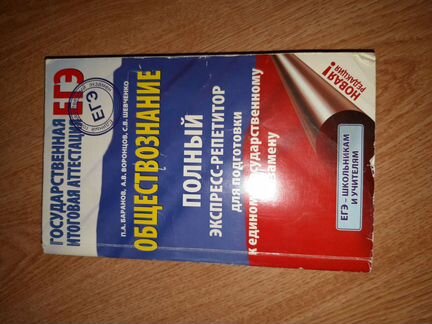 ГОСУДАРСТВЕННАЯ
ИТОГОВАЯ АТТЕСТАЦИЯ
ЕГЭ
ЕГЭ
П.А. БАРАНОВ, А.В. ВОРОНЦОВ, С.В. ШЕВЧЕНКО
ОБЩЕСТВОЗНАНИЕ
ПОЛНЫЙ
ЭКСПРЕСС-РЕПЕТИТОР
для подготовки
к единому государственному
экзамену
НОВАЯ!
РЕДАКЦИЯ
ЕГЭ – ШКОЛЬНИКАМ
И УЧИТЕЛЯМ